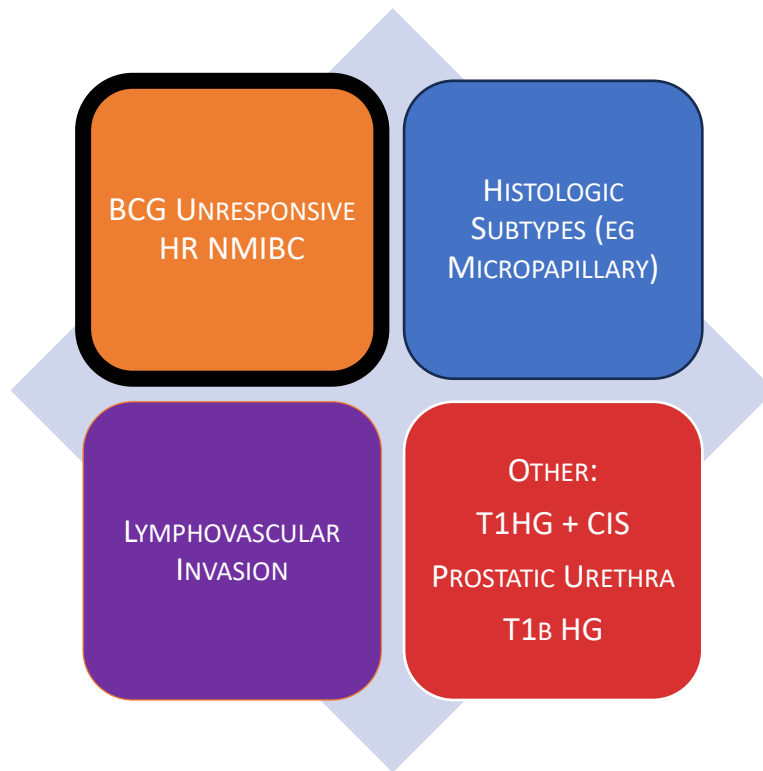 BCG Unresponsive
HR NMIBC
Histologic
Subtypes (eg
Micropapillary)
Lymphovascular
Invasion
Other:
T1HG + CIS
Prostatic Urethra
T1b HG